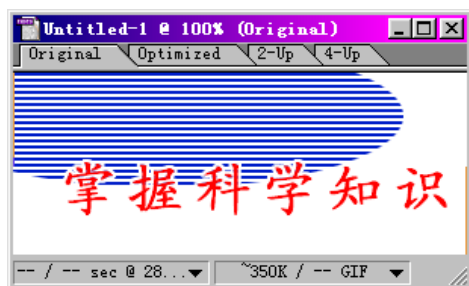 Untitled-1 @ 100% (Original)
Original Optimized 2-Up 4-Up
掌握科学知识
-- / -- sec @ 28... ~350K / -- GIF